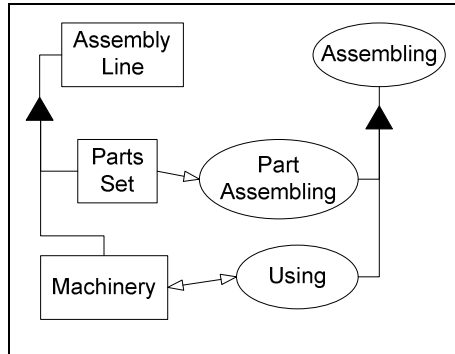 Assembly
Line
Assembling
Parts
Set
Part
Assembling
Machinery
Using